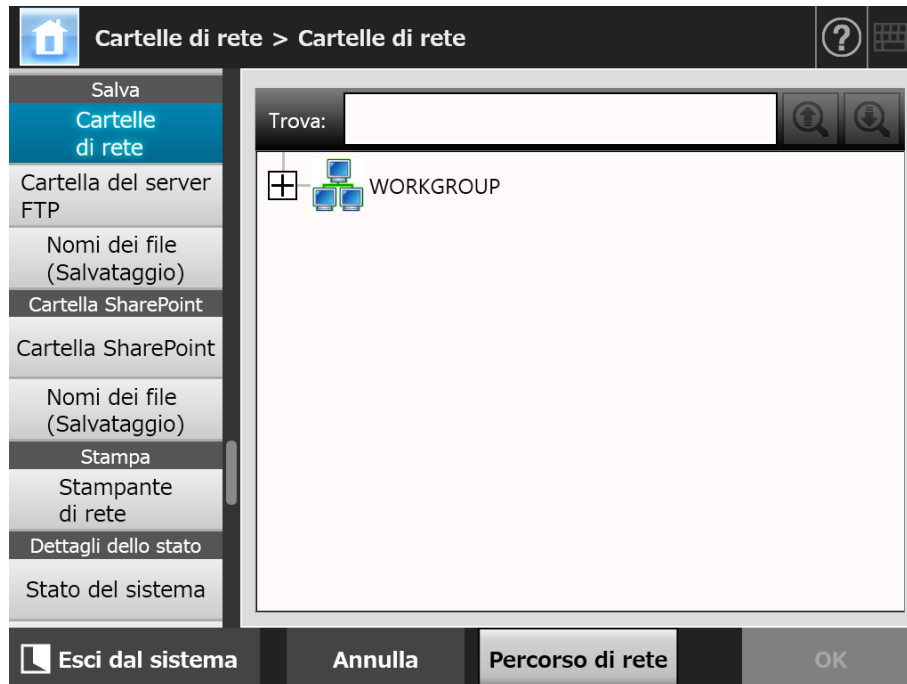 Cartelle di rete > Cartelle di rete
?
Salva
Cartelle
di rete
Cartella del server
FTP
Nomi dei file
(Salvataggio)
Cartella SharePoint
Cartella SharePoint
Nomi dei file
(Salvataggio)
Stampa
Stampante
di rete
Dettagli dello stato
Stato del sistema
Trova:
WORKGROUP
Esci dal sistema
Annulla
Percorso di rete
OK